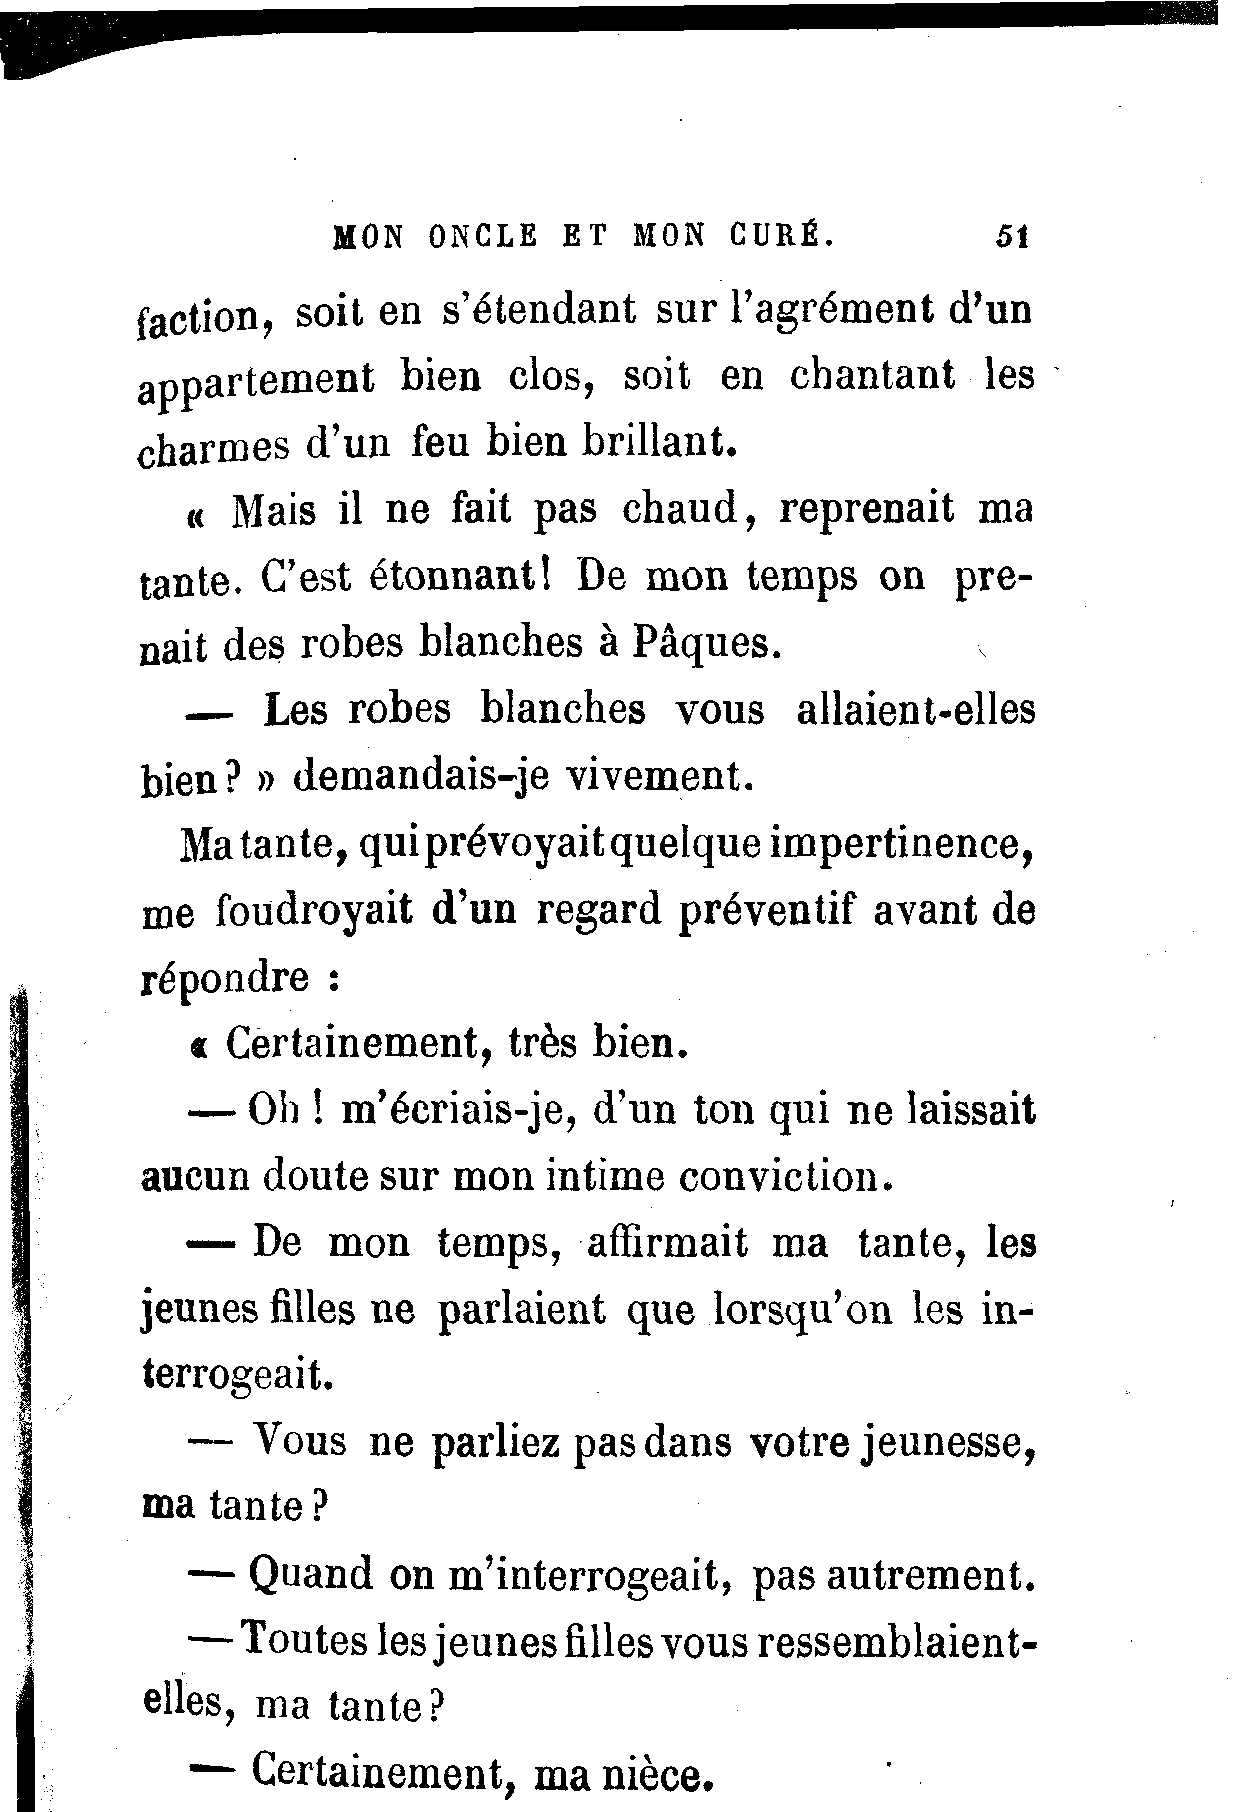 MON ONCLE ET MON CURÉ. 51
faction, soit en s'étendant sur l'agrément d'un
appartement bien clos, soit en chantant les
charmes d'un feu bien brillant.
« Mais il ne fait pas chaud, reprenait ma
tante. C'est étonnant! De mon temps on pre-
nait des robes blanches à Pâques.
— Les robes blanches vous allaient-elles
bien? » demandais-je vivement.
Ma tante, qui prévoyait quelque impertinence,
me foudroyait d'un regard préventif avant de
répondre :
« Certainement, très bien.
— Oh ! m'écriais-je, d'un ton qui ne laissait
aucun doute sur mon intime conviction.
— De mon temps, affirmait ma tante, les
jeunes filles ne parlaient que lorsqu'on les in-
terrogeait.
— Vous ne parliez pas dans votre jeunesse,
ma tante?
— Quand on m'interrogeait, pas autrement.
— Toutes les jeunes filles vous ressemblaient-
elles, ma tante?
— Certainement, ma nièce.